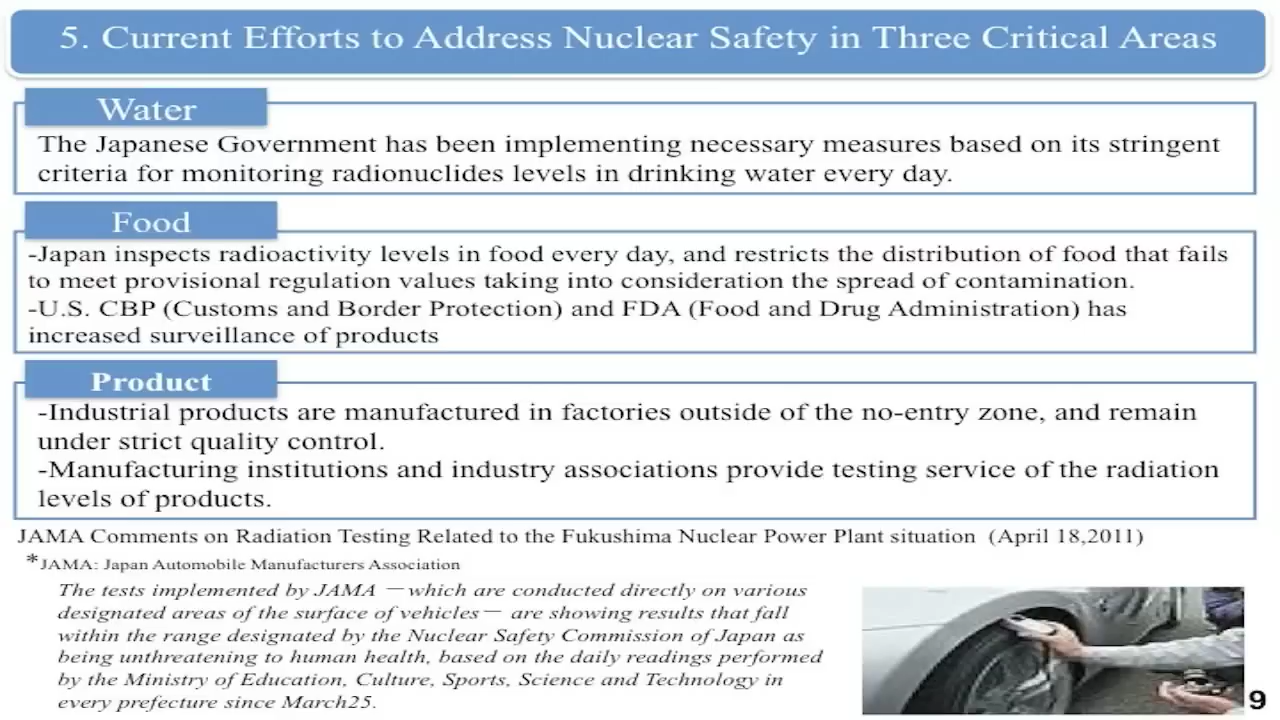 5. Current Efforts to Address Nuclear Safety in Three Critical Areas
Water
The Japanese Government has been implementing necessary measures based on its stringent
criteria for monitoring radionuclides levels in drinking water every day.
Food
-Japan inspects radioactivity levels in food every day, and restricts the distribution of food that fails
to meet provisional regulation values taking into consideration the spread of contamination.
-U.S. CBP (Customs and Border Protection) and FDA (Food and Drug Administration) has
increased surveillance of products
Product
-Industrial products are manufactured in factories outside of the no-entry zone, and remain
under strict quality control.
-Manufacturing institutions and industry associations provide testing service of the radiation
levels of products.
JAMA Comments on Radiation Testing Related to the Fukushima Nuclear Power Plant situation (April 18,2011)
*JAMA: Japan Automobile Manufacturers Association
The tests implemented by JAMA —which are conducted directly on various
designated areas of the surface of vehicles— are showing results that fall
within the range designated by the Nuclear Safety Commission of Japan as
being unthreatening to human health, based on the daily readings performed
by the Ministry of Education, Culture, Sports, Science and Technology in
every prefecture since March25.
9